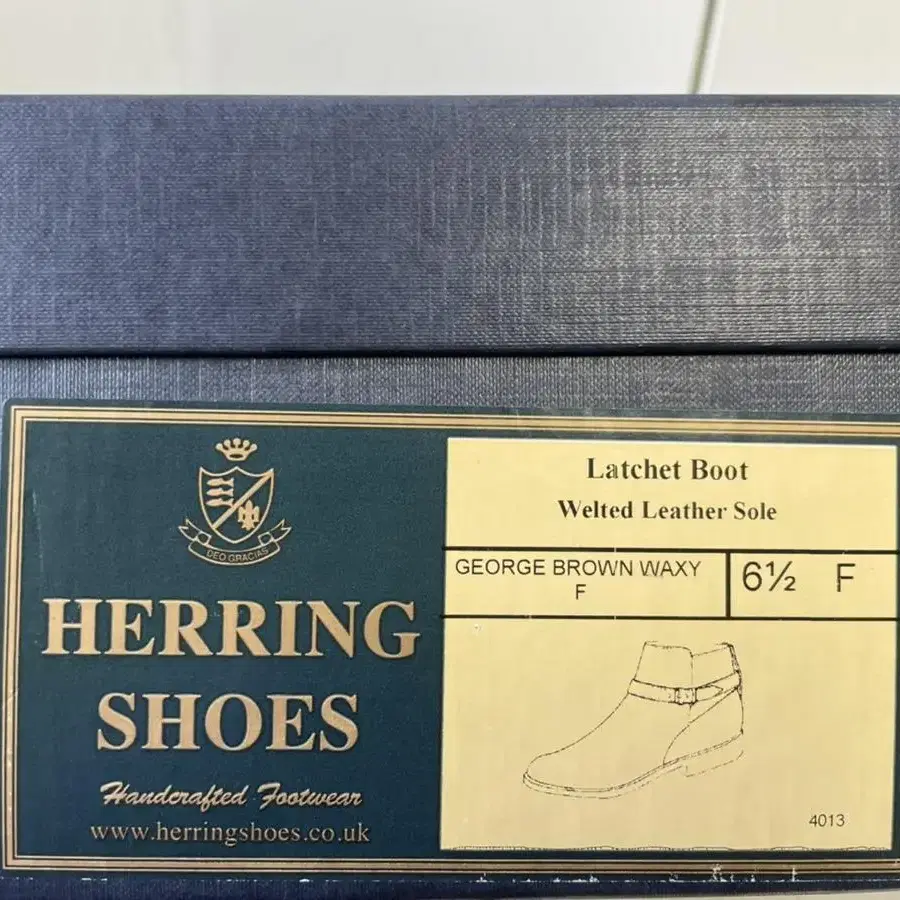 DEO GRACIAS
HERRING
SHOES
Handcrafted Footwear
www.herringshoes.co.uk
Latchet Boot
Welted Leather Sole
GEORGE BROWN WAXY
F
6½ F
4013